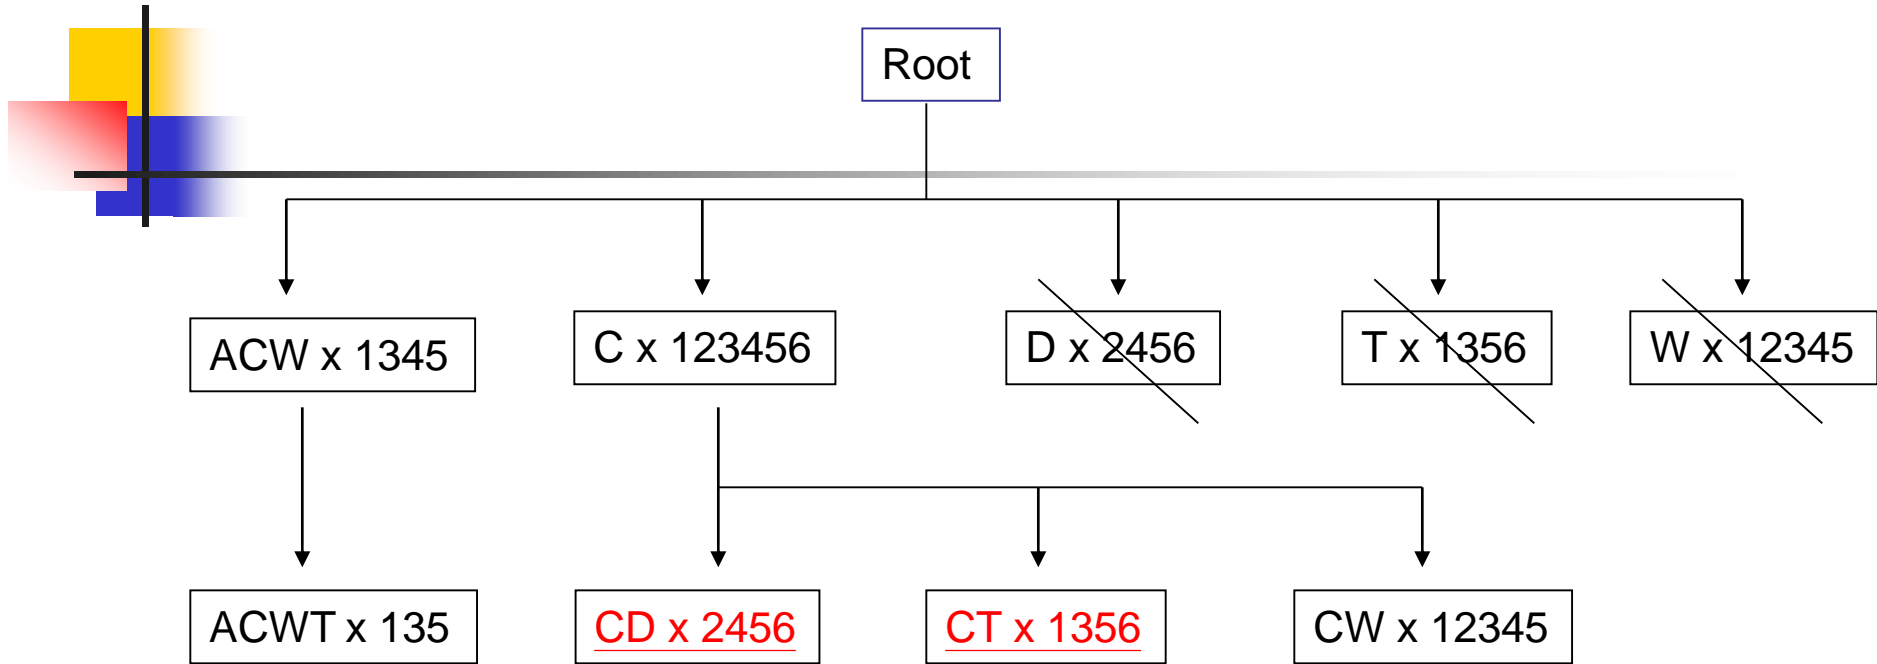 Root
ACW x 1345
C x 123456
D x 2456
T x 1356
W x 12345
ACWT x 135
CD x 2456
CT x 1356
CW x 12345